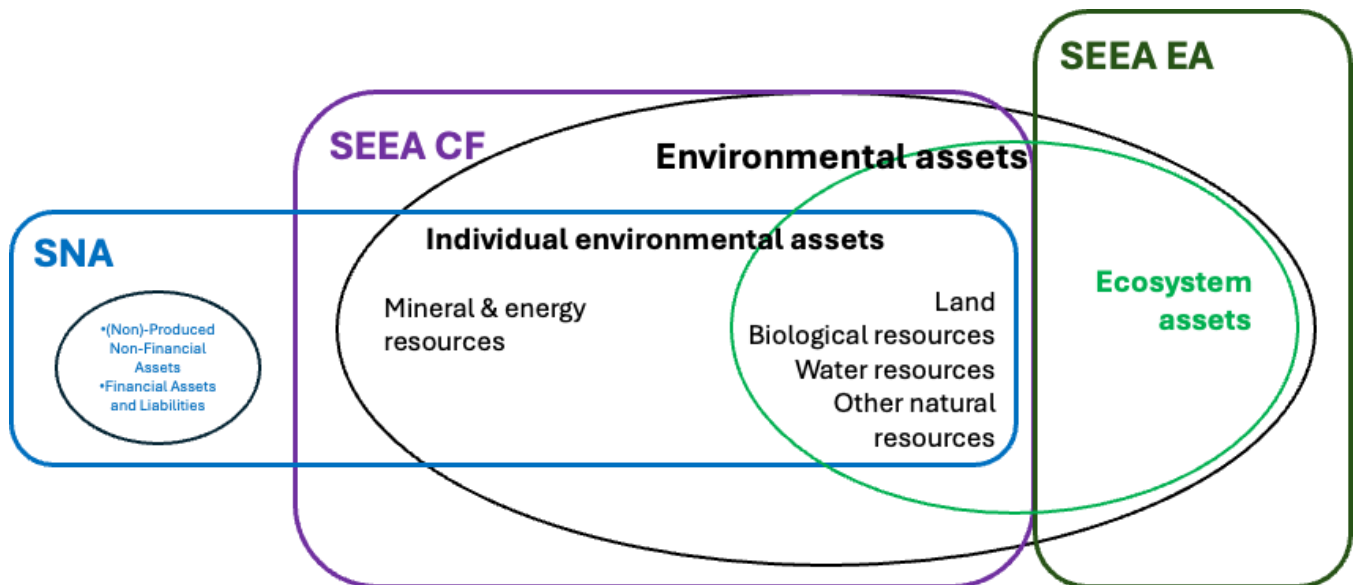 SEEA EA
SEEA CF
Environmental assets
SNA
Individual environmental assets
Mineral & energy
resources
Land
Biological resources
Water resources
Other natural
resources
Ecosystem
assets
•(Non)-Produced
Non-Financial
Assets
•Financial Assets
and Liabilities